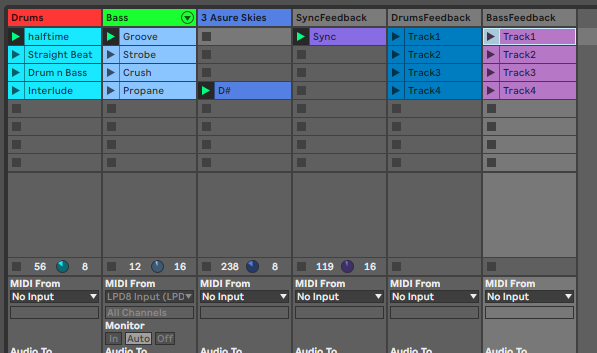 Drums Bass 3 Asure Skies SyncFeedback DrumsFeedback BassFeedback
halftime Groove Sync Track1 Track1
Straight Beat Strobe Track2 Track2
Drum n Bass Crush Track3 Track3
Interlude Propane D# Track4 Track4
56 8 12 16 238 8 119 16
MIDI From MIDI From MIDI From MIDI From MIDI From MIDI From
No Input LPD8 Input (LPD No Input No Input No Input No Input
All Channels
Monitor
In Auto Off
Audio To Audio To Audio To Audio To Audio To Audio To